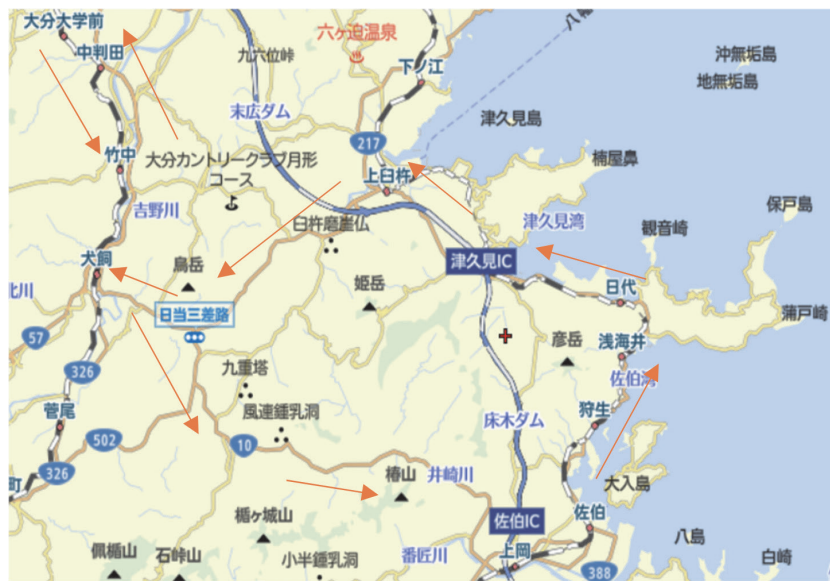 大分大学前
中判田
九六位峠
六ヶ迫温泉
下ノ江
沖無垢島
地無垢島
末広ダム
217
津久見島
竹中
大分カントリークラブ月形
コース
上臼杵
楠屋鼻
吉野川
臼杵磨崖仏
津久見湾
観音崎
保戸島
犬飼
烏岳
姫岳
津久見IC
日代
北川
日当三差路
蒲戸崎
57
浅海井
彦岳
326
九重塔
佐伯湾
菅尾
風連鍾乳洞
床木ダム
狩生
502
10
326
町
椿山
井崎川
大入島
楯ヶ城山
佐伯IC
佐伯
八島
佩楯山
石峠山
小半鍾乳洞
番匠川
上岡
388
白崎